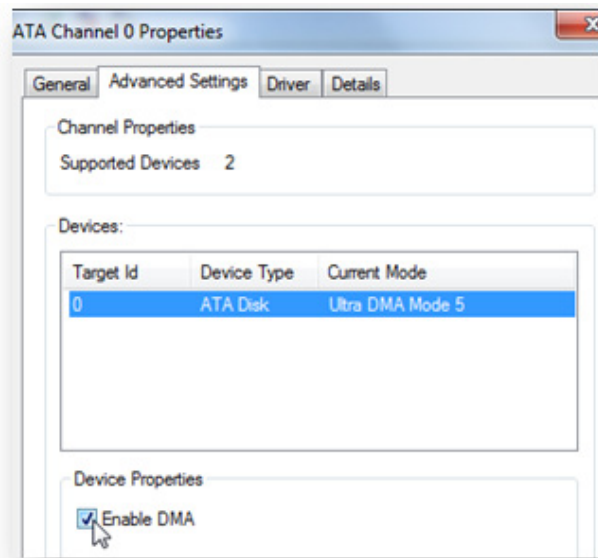 ATA Channel 0 Properties
General Advanced Settings Driver Details
Channel Properties
Supported Devices 2
Devices:
Target Id Device Type Current Mode
0 ATA Disk Ultra DMA Mode 5
Device Properties
Enable DMA